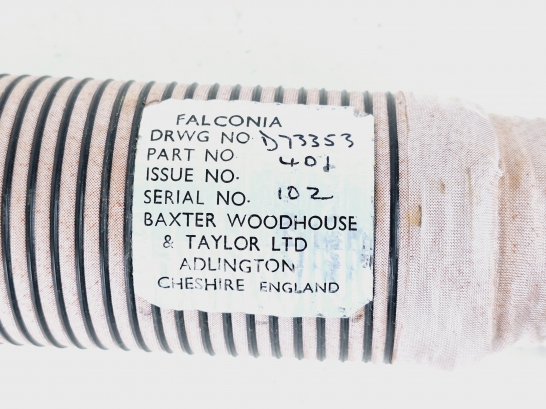 FALCONIA
DRWG NO. D73353
PART NO 401
ISSUE NO.
SERIAL NO. 102
BAXTER WOODHOUSE
& TAYLOR LTD
ADLINGTON
CHESHIRE ENGLAND